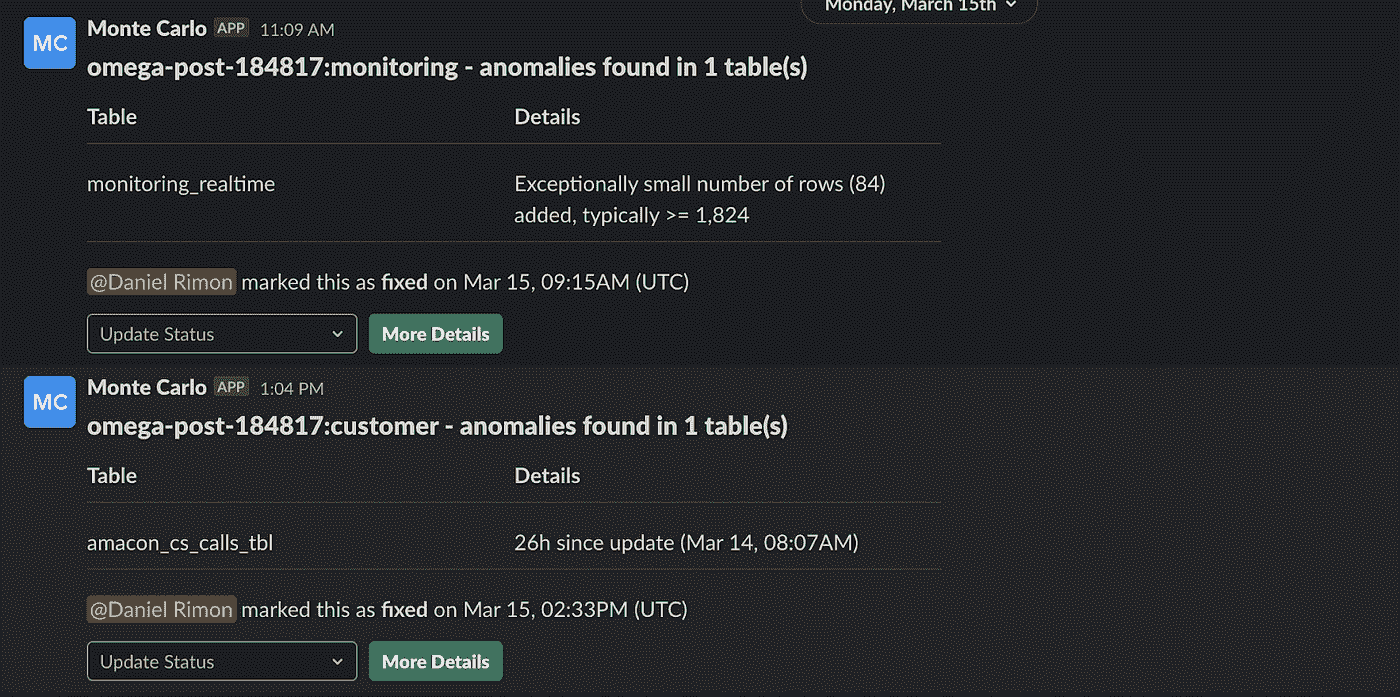 Monday, March 15th
MC
Monte Carlo APP 11:09 AM
omega-post-184817:monitoring - anomalies found in 1 table(s)
Table Details
monitoring_realtime Exceptionally small number of rows (84)
added, typically >= 1,824
@Daniel Rimon marked this as fixed on Mar 15, 09:15AM (UTC)
Update Status More Details
MC
Monte Carlo APP 1:04 PM
omega-post-184817:customer - anomalies found in 1 table(s)
Table Details
amacon_cs_calls_tbl 26h since update (Mar 14, 08:07AM)
@Daniel Rimon marked this as fixed on Mar 15, 02:33PM (UTC)
Update Status More Details